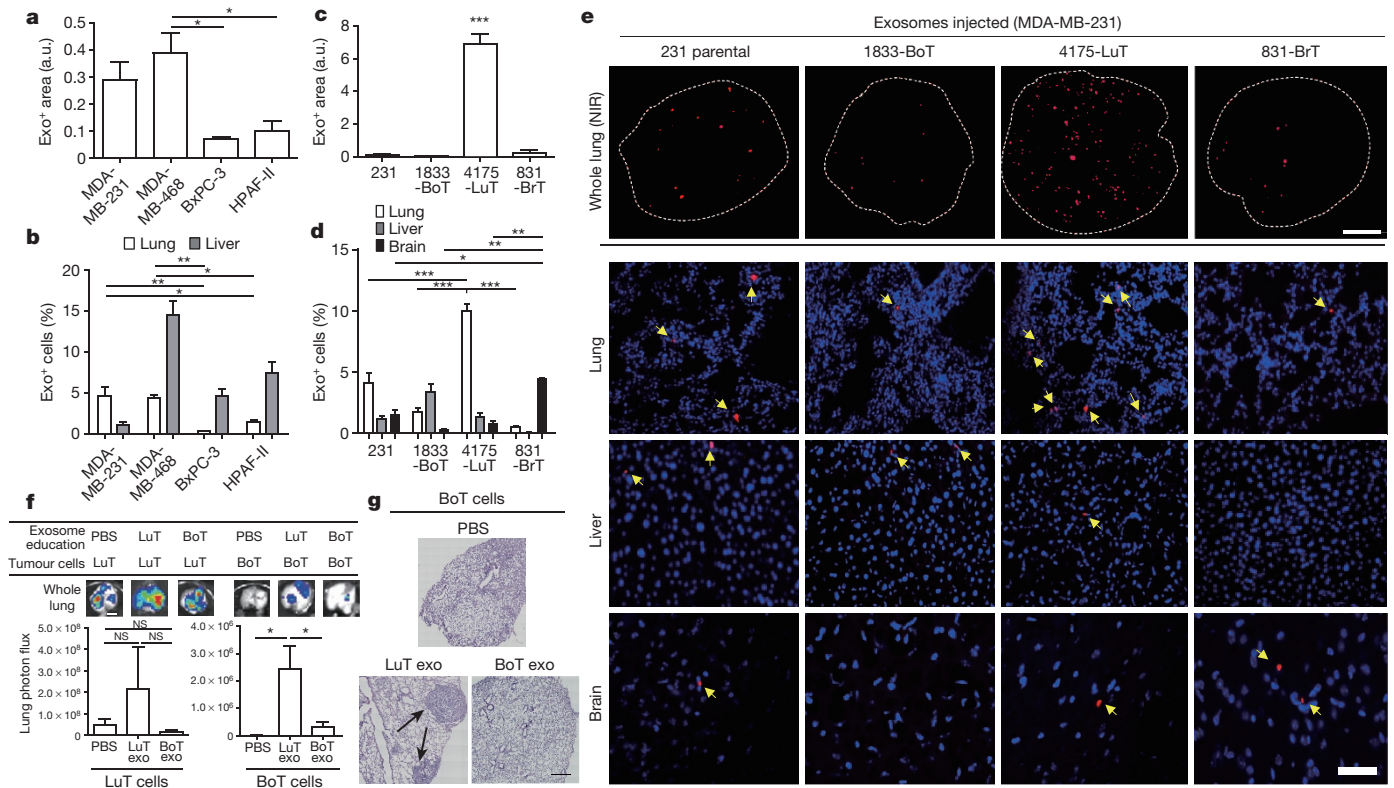 a
Exo⁺ area (a.u.)
0.5
0.4
0.3
0.2
0.1
0
*
*
MDA-
MB-231
MDA-
MB-468
BxPC-3
HPAF-II
b
Lung
Liver
Exo⁺ cells (%)
20
15
10
5
0
**
*
**
*
MDA-
MB-231
MDA-
MB-468
BxPC-3
HPAF-II
c
Exo⁺ area (a.u.)
8
6
4
2
0
***
231
1833
-BoT
4175
-LuT
831
-BrT
d
Lung
Liver
Brain
Exo⁺ cells (%)
15
10
5
0
**
**
*
***
***
***
231
1833
-BoT
4175
-LuT
831
-BrT
e
Exosomes injected (MDA-MB-231)
231 parental
1833-BoT
4175-LuT
831-BrT
Whole lung (NIR)
Lung
Liver
Brain
f
Exosome education
PBS LuT BoT PBS LuT BoT
Tumour cells
LuT LuT LuT BoT BoT BoT
Whole lung
Lung photon flux
5.0 × 10⁸
4.0 × 10⁸
3.0 × 10⁸
2.0 × 10⁸
1.0 × 10⁸
0.0 × 10⁸
NS
NS
NS
PBS
LuT exo
BoT exo
LuT cells
4.0 × 10⁶
3.0 × 10⁶
2.0 × 10⁶
1.0 × 10⁶
0
*
*
PBS
LuT exo
BoT exo
BoT cells
g
BoT cells
PBS
LuT exo
BoT exo